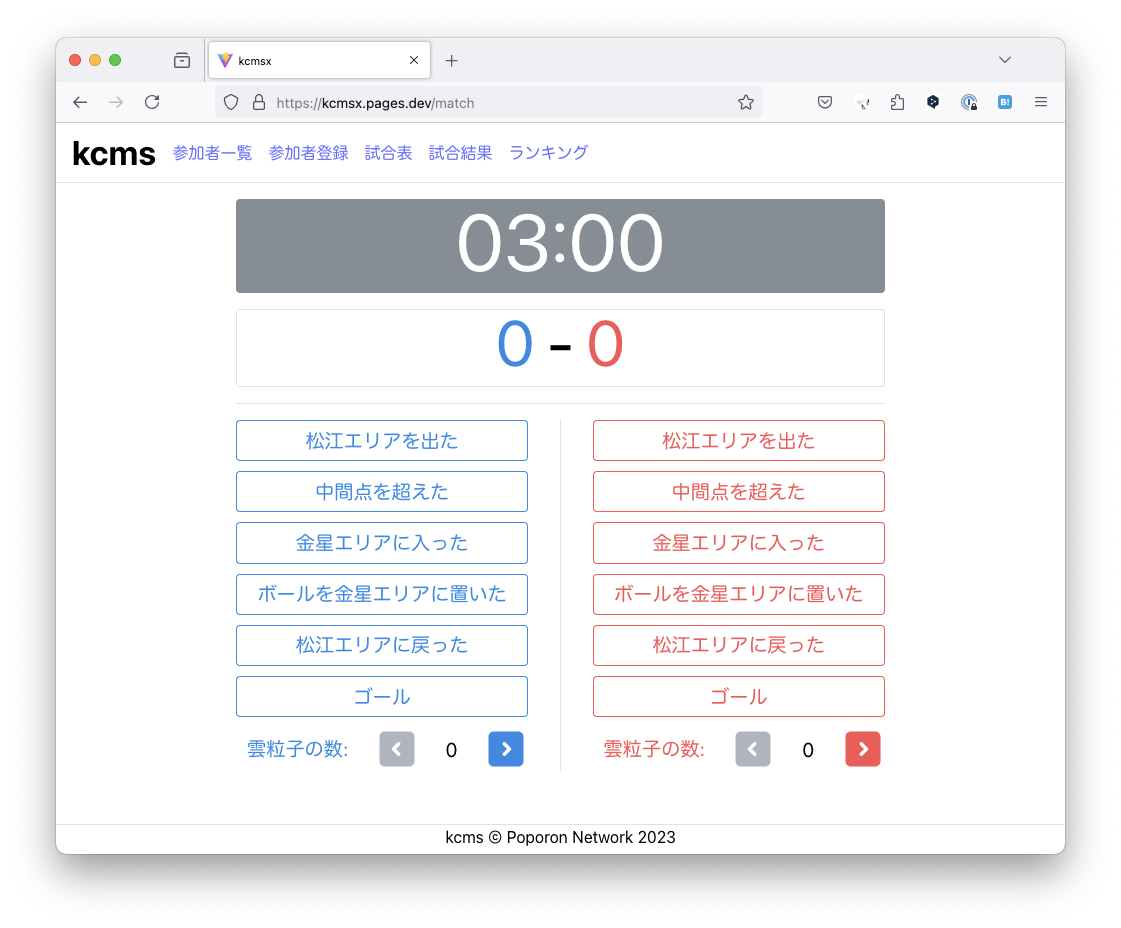 kcmsx
https://kcmsx.pages.dev/match
B!
kcms 参加者一覧 参加者登録 試合表 試合結果 ランキング
03:00
0 - 0
松江エリアを出た 松江エリアを出た
中間点を超えた 中間点を超えた
金星エリアに入った 金星エリアに入った
ボールを金星エリアに置いた ボールを金星エリアに置いた
松江エリアに戻った 松江エリアに戻った
ゴール ゴール
雲粒子の数: 0 雲粒子の数: 0
kcms © Poporon Network 2023